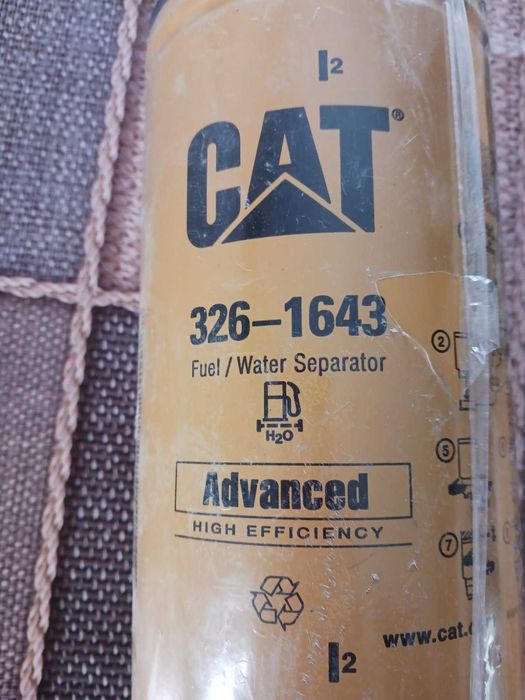 I2
CAT®
326-1643
Fuel / Water Separator
H2O
2
5
7
Advanced
HIGH EFFICIENCY
www.cat.
I2